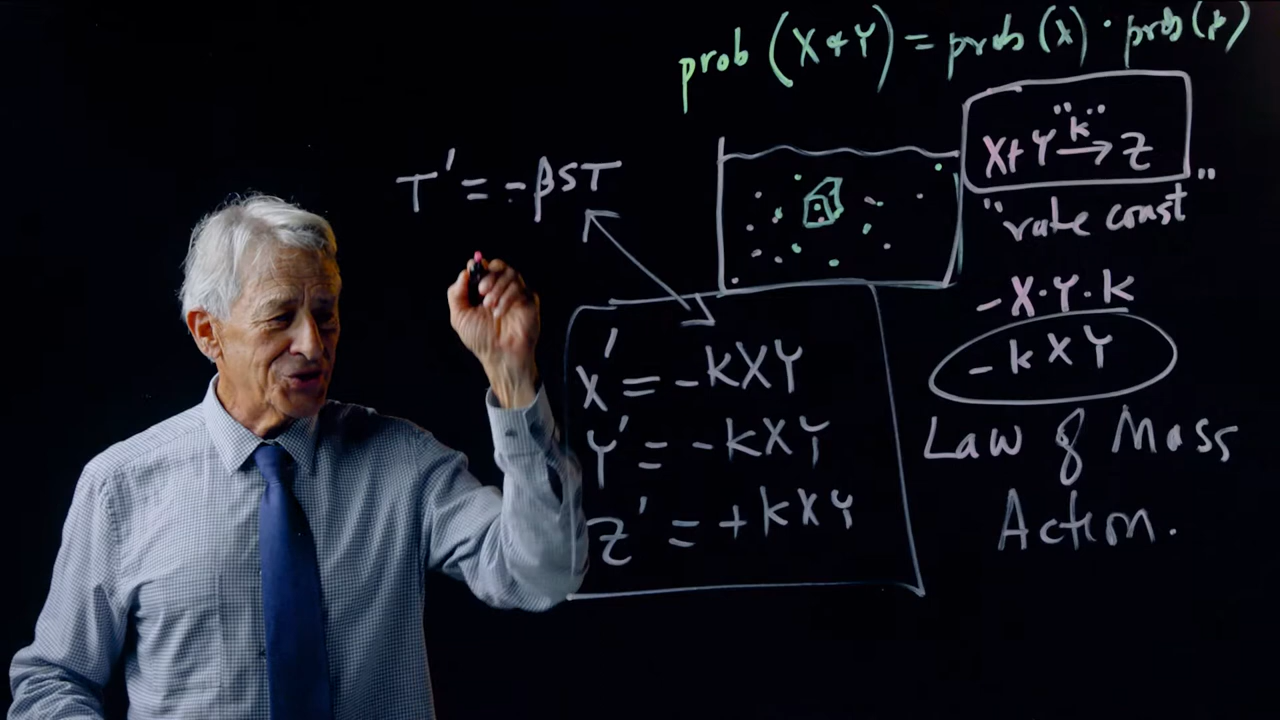 prob (X & Y) = prob (X) · prob (Y)
X + Y "k" → Z
"rate const"
T' = -βST
-X·Y·k
-kXY
X' = -kXY
Y' = -kXY
Z' = +kXY
Law of Mass
Action.